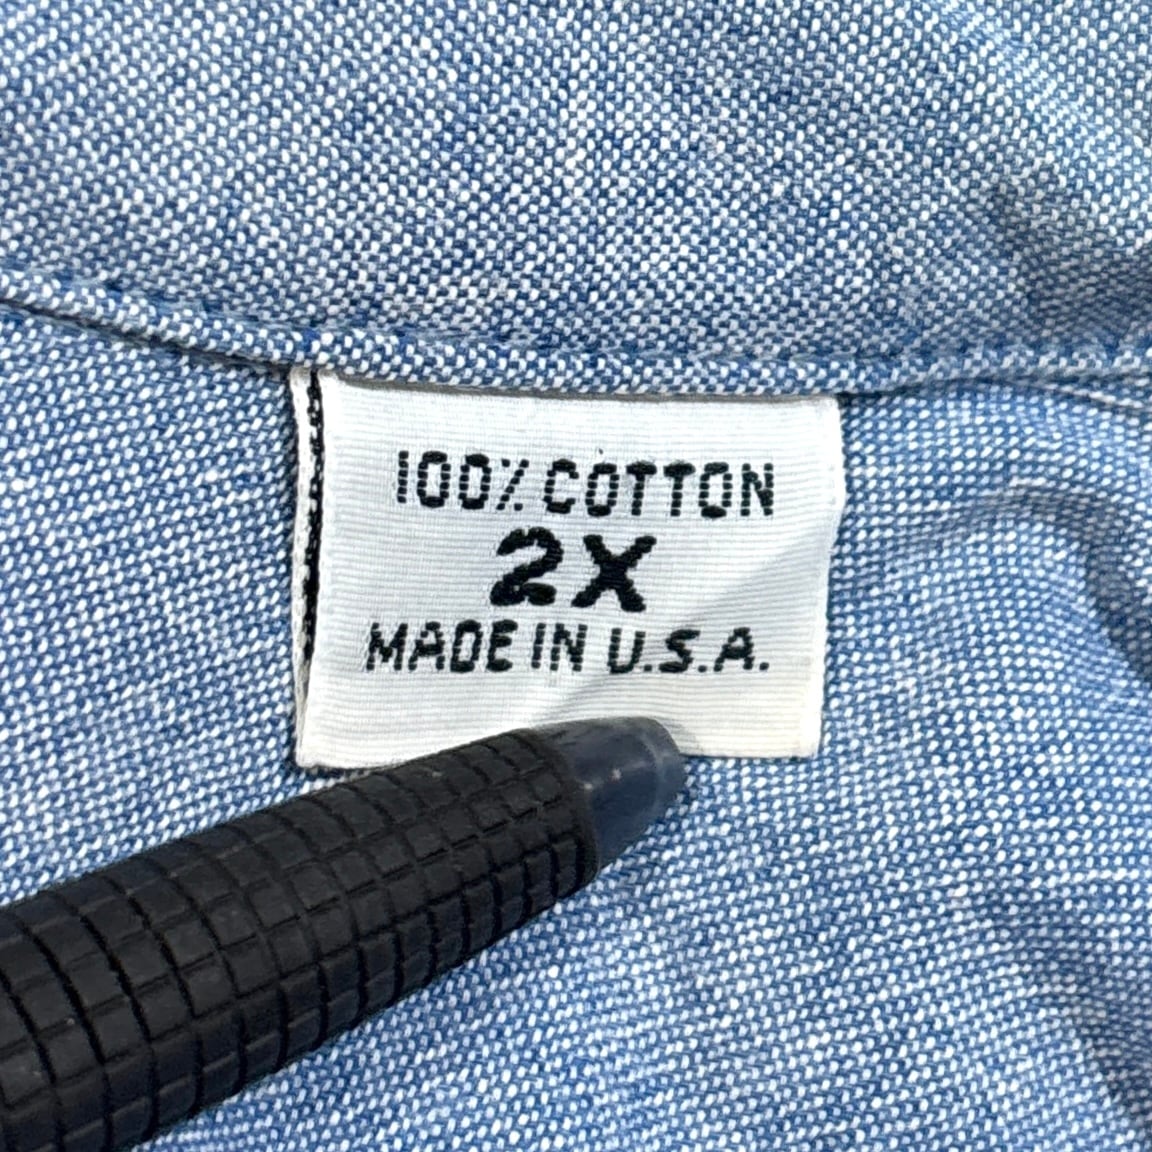 100% COTTON
2X
MADE IN U.S.A.